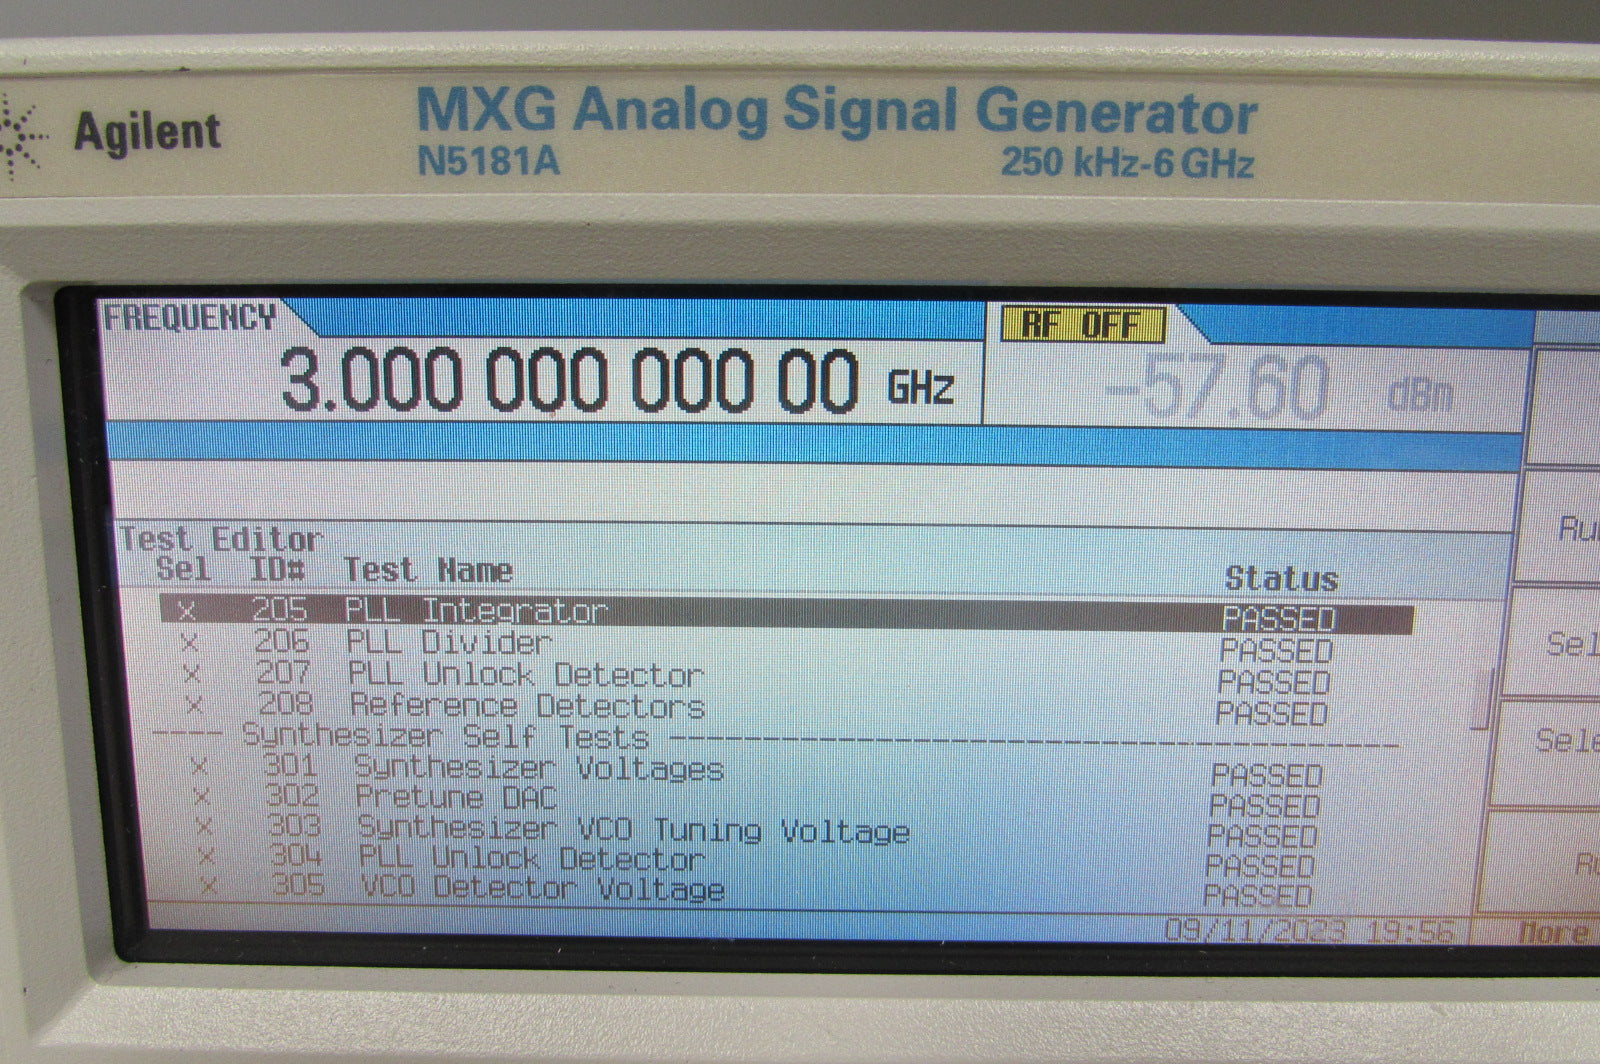 Agilent
MXG Analog Signal Generator
N5181A 250 kHz-6 GHz
FREQUENCY RF OFF
3.000 000 000 00 GHz -57.60 dBm
Test Editor
Sel ID# Test Name Status
x 205 PLL Integrator PASSED
x 206 PLL Divider PASSED
x 207 PLL Unlock Detector PASSED
x 208 Reference Detectors PASSED
---- Synthesizer Self Tests ----------------------------------------
x 301 Synthesizer Voltages PASSED
x 302 Pretune DAC PASSED
x 303 Synthesizer VCO Tuning Voltage PASSED
x 304 PLL Unlock Detector PASSED
x 305 VCO Detector Voltage PASSED
09/11/2023 19:56 More